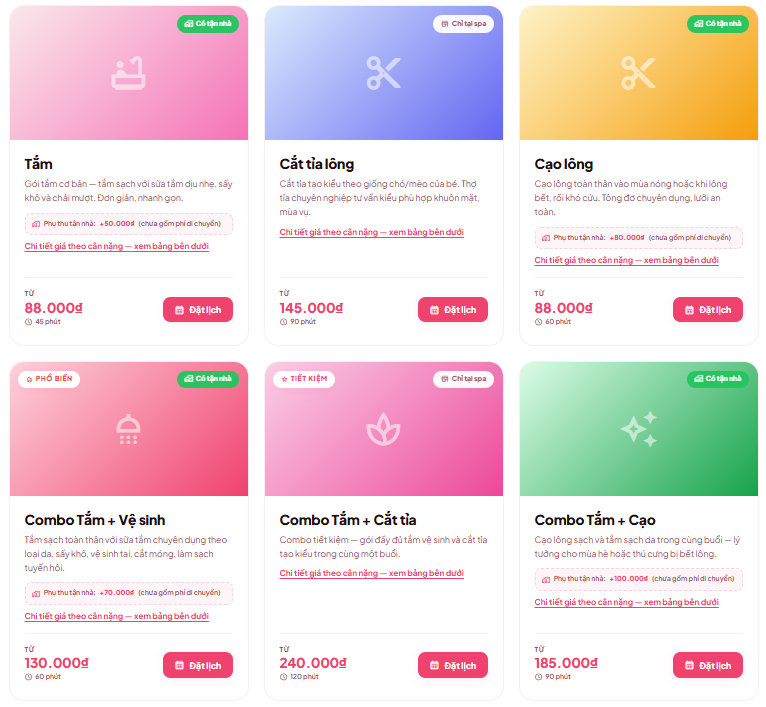 Có tận nhà
Tắm
Gói tắm cơ bản — tắm sạch với sữa tắm dịu nhẹ, sấy
khô và chải mượt. Đơn giản, nhanh gọn.
Phụ thu tận nhà: +50.000₫ (chưa gồm phí di chuyển)
Chi tiết giá theo cân nặng — xem bảng bên dưới
TỪ
88.000₫
45 phút
Đặt lịch
Chỉ tại spa
Cắt tỉa lông
Cắt tỉa tạo kiểu theo giống chó/mèo của bé. Thợ
tỉa chuyên nghiệp tư vấn kiểu phù hợp khuôn mặt,
mùa vụ.
Chi tiết giá theo cân nặng — xem bảng bên dưới
TỪ
145.000₫
90 phút
Đặt lịch
Có tận nhà
Cạo lông
Cạo lông toàn thân vào mùa nóng hoặc khi lông
bết, rối khó cứu. Tông đơ chuyên dụng, lưỡi an
toàn.
Phụ thu tận nhà: +80.000₫ (chưa gồm phí di chuyển)
Chi tiết giá theo cân nặng — xem bảng bên dưới
TỪ
88.000₫
60 phút
Đặt lịch
PHỔ BIẾN
Có tận nhà
Combo Tắm + Vệ sinh
Tắm sạch toàn thân với sữa tắm chuyên dụng theo
loại da, sấy khô, vệ sinh tai, cắt móng, làm sạch
tuyến hôi.
Phụ thu tận nhà: +70.000₫ (chưa gồm phí di chuyển)
Chi tiết giá theo cân nặng — xem bảng bên dưới
TỪ
130.000₫
60 phút
Đặt lịch
TIẾT KIỆM
Chỉ tại spa
Combo Tắm + Cắt tỉa
Combo tiết kiệm — gói đầy đủ tắm vệ sinh và cắt tỉa
tạo kiểu trong cùng một buổi.
Chi tiết giá theo cân nặng — xem bảng bên dưới
TỪ
240.000₫
120 phút
Đặt lịch
Có tận nhà
Combo Tắm + Cạo
Cạo lông sạch và tắm sạch da trong cùng buổi — lý
tưởng cho mùa hè hoặc thú cưng bị bết lông.
Phụ thu tận nhà: +100.000₫ (chưa gồm phí di chuyển)
Chi tiết giá theo cân nặng — xem bảng bên dưới
TỪ
185.000₫
90 phút
Đặt lịch